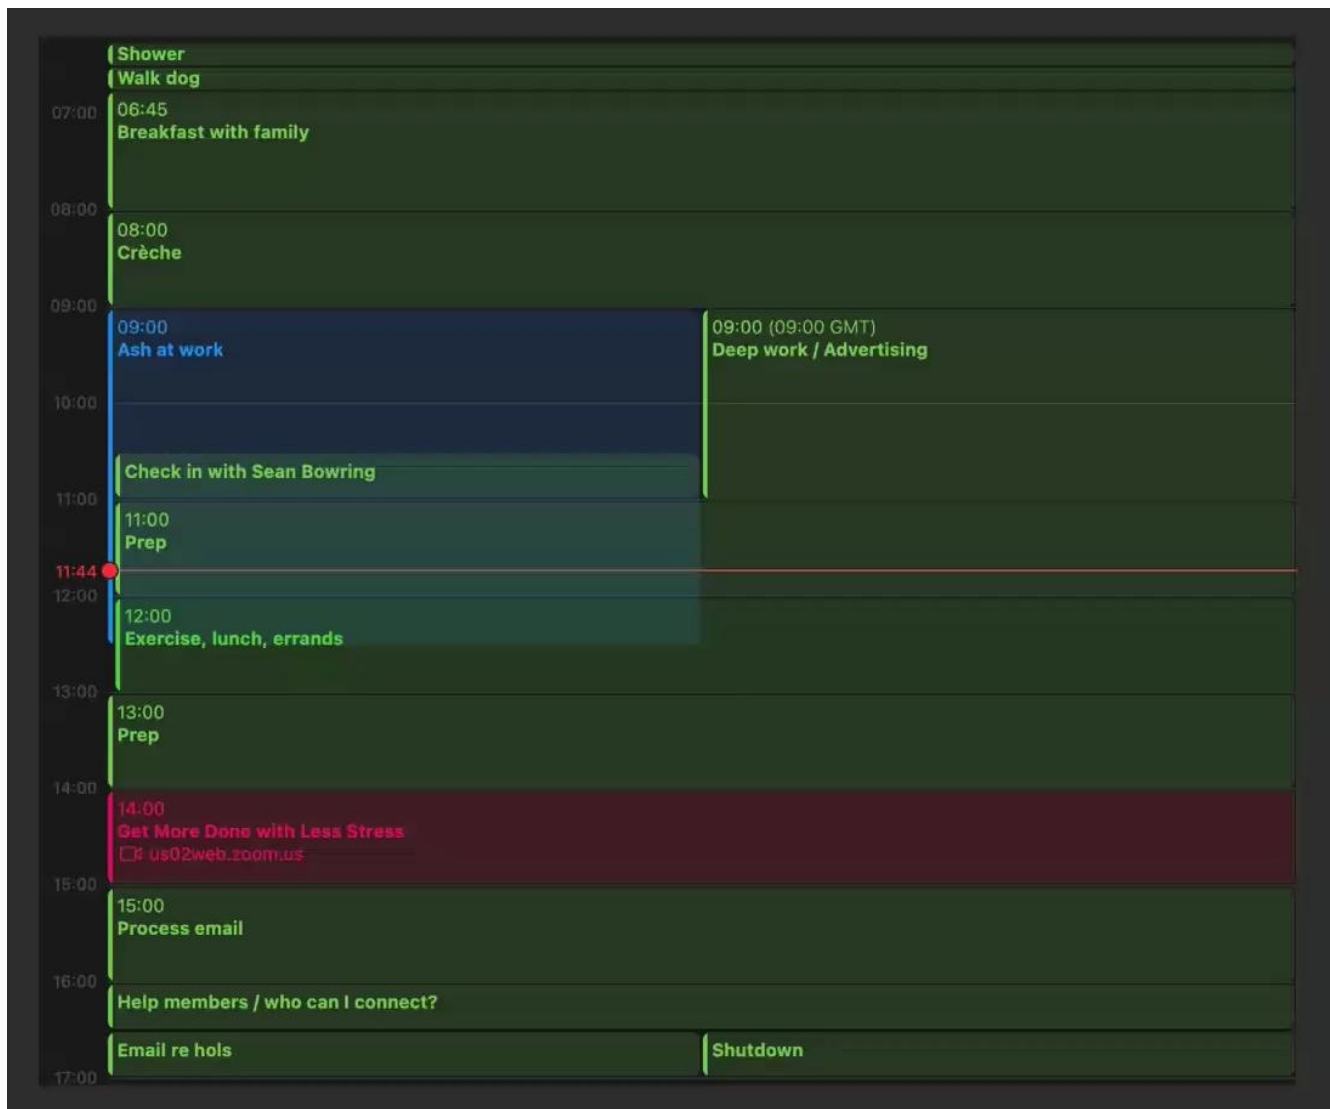 Shower
Walk dog
07:00
06:45
Breakfast with family
08:00
08:00
Crèche
09:00
09:00
Ash at work
09:00 (09:00 GMT)
Deep work / Advertising
10:00
Check in with Sean Bowring
11:00
11:00
Prep
11:44
12:00
12:00
Exercise, lunch, errands
13:00
13:00
Prep
14:00
14:00
Get More Done with Less Stress
us02web.zoom.us
15:00
15:00
Process email
16:00
Help members / who can I connect?
Email re hols
Shutdown
17:00